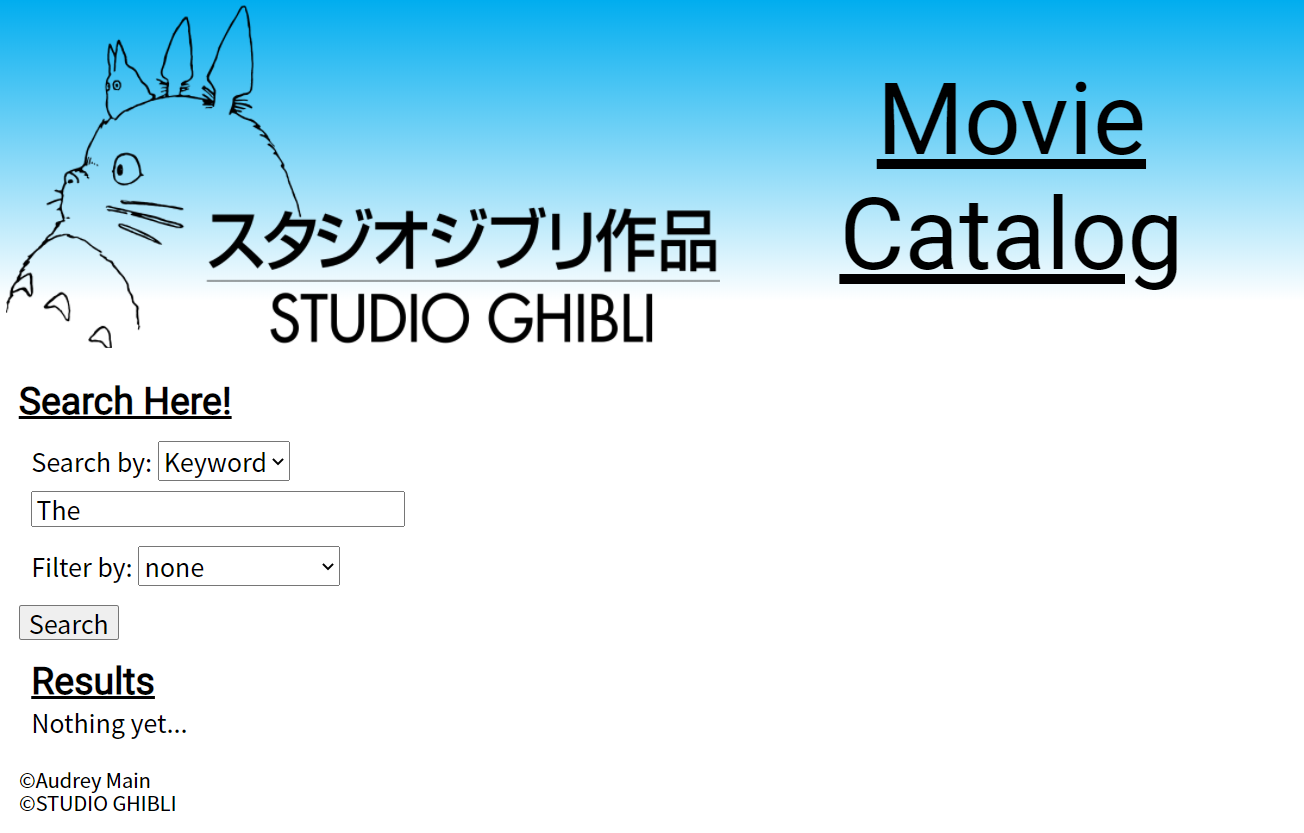 スタジオジブリ作品
STUDIO GHIBLI
Movie
Catalog
Search Here!
Search by: Keyword
The
Filter by: none
Search
Results
Nothing yet...
©Audrey Main
©STUDIO GHIBLI